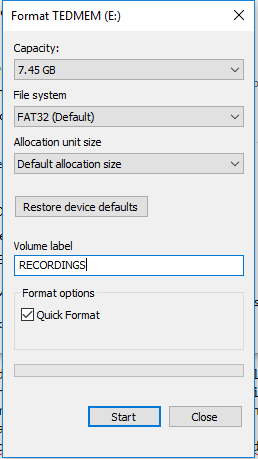 Format TEDMEM (E:)
Capacity:
7.45 GB
File system
FAT32 (Default)
Allocation unit size
Default allocation size
Restore device defaults
Volume label
RECORDINGS
Format options
Quick Format
Start Close